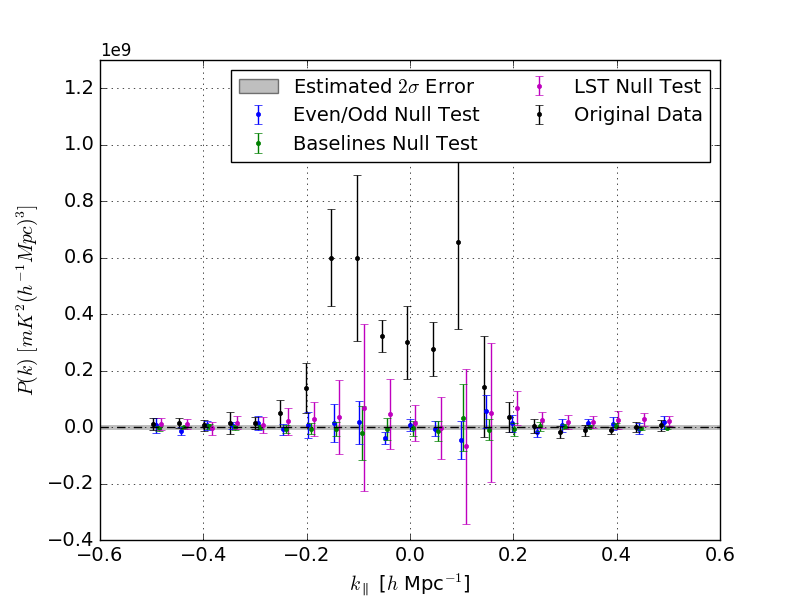 1e9
Estimated 2σ Error
Even/Odd Null Test
Baselines Null Test
LST Null Test
Original Data
P(k) [mK²(h⁻¹Mpc)³]
1.2
1.0
0.8
0.6
0.4
0.2
0.0
−0.2
−0.4
−0.6 −0.4 −0.2 0.0 0.2 0.4 0.6
k∥ [h Mpc⁻¹]